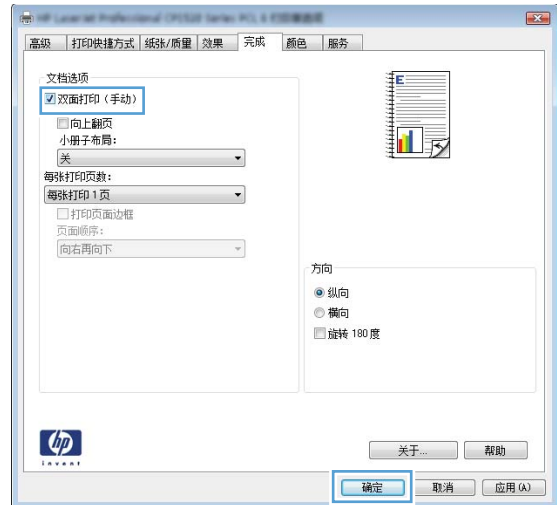 高级 打印快捷方式 纸张/质量 效果 完成 颜色 服务
文档选项
双面打印（手动）
向上翻页
小册子布局：
关
每张打印页数：
每张打印 1 页
打印页面边框
页面顺序：
向右再向下
E
方向
纵向
横向
旋转 180 度
hp
invent
关于... 帮助
确定 取消 应用(A)